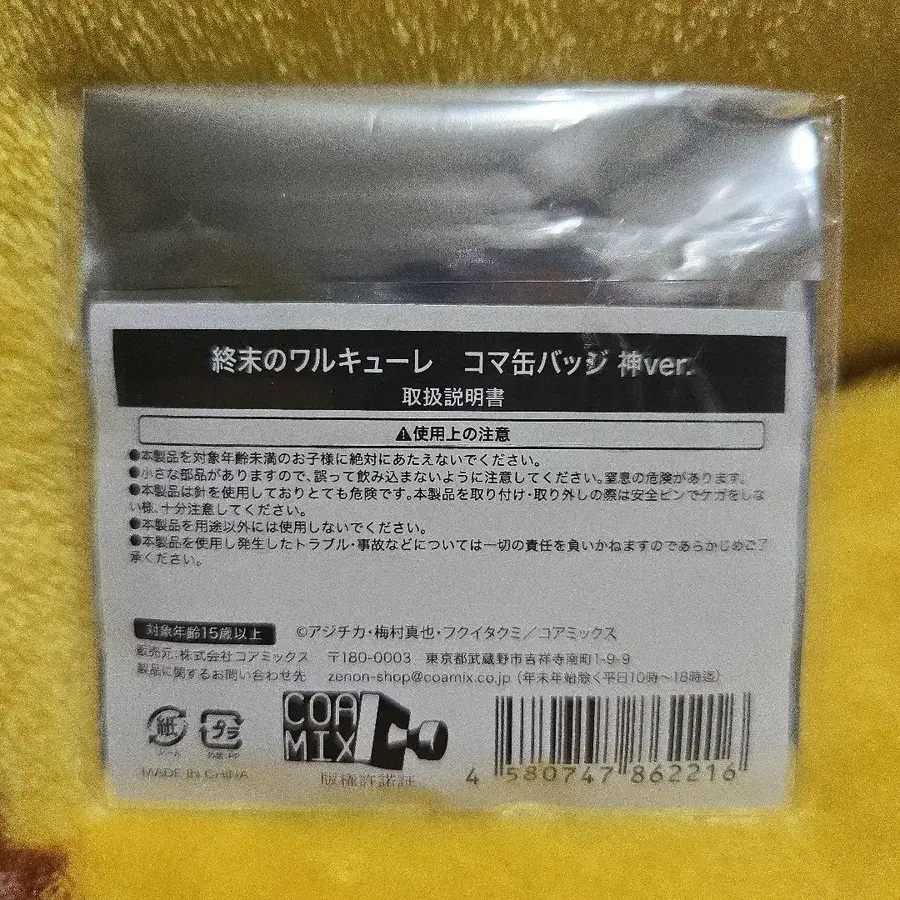 終末のワルキューレ コマ缶バッジ 神ver.
取扱説明書
⚠使用上の注意
●本製品を対象年齢未満のお子様に絶対にあたえないでください。
●小さな部品がありますので、誤って飲み込まないように注意してください。窒息の危険があります。
●本製品は針を使用しておりとても危険です。本製品を取り付け・取り外しの際は安全ピンでケガをしな
い様、十分注意してください。
●本製品を用途以外には使用しないでください。
●本製品を使用し発生したトラブル・事故などについては一切の責任を負いかねますのであらかじめご了
承ください。
対象年齢15歳以上 ©アジチカ・梅村真也・フクイタクミ/コアミックス
販売元:株式会社コアミックス 〒180-0003 東京都武蔵野市吉祥寺南町1-9-9
製品に関するお問い合わせ先 zenon-shop@coamix.co.jp (年末年始除く平日10時~18時迄)
紙 プラ
MADE IN CHINA
COA
MIX
版権許諾証
4 580747 862216